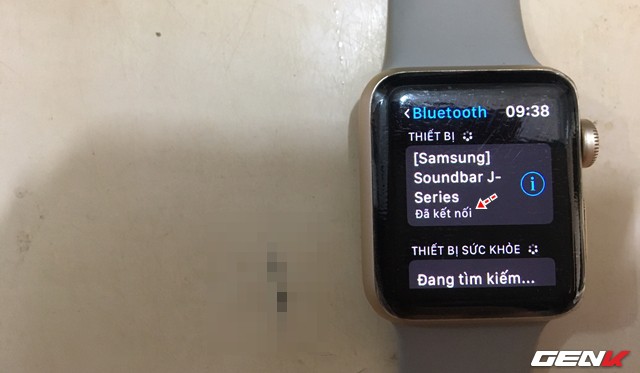 <Bluetooth 09:38
THIẾT BỊ
[Samsung]
Soundbar J-
Series
Đã kết nối
THIẾT BỊ SỨC KHỎE
Đang tìm kiếm...
GENK